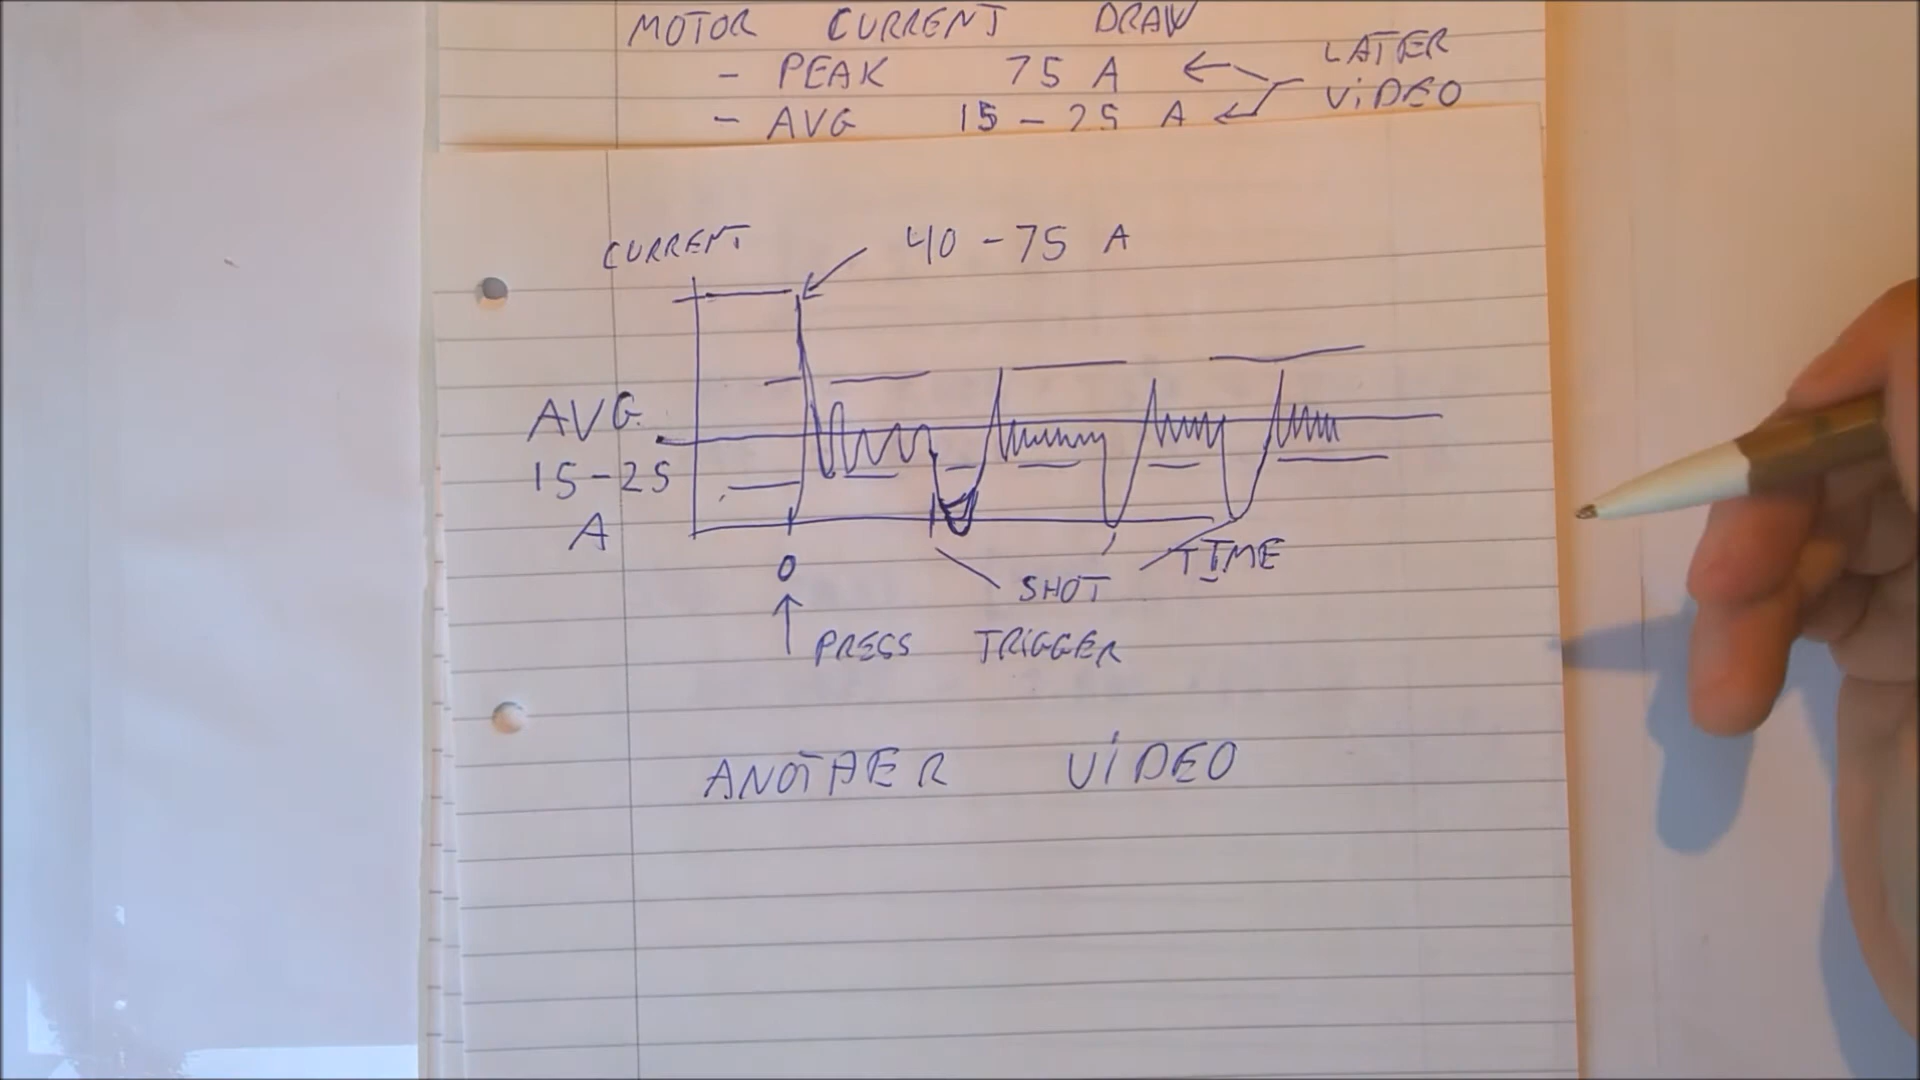 MOTOR CURRENT DRAW
- PEAK 75 A
- AVG 15-25 A
LATER
VIDEO
CURRENT
40-75 A
AVG.
15-25
A
0
SHOT
TIME
PRESS TRIGGER
ANOTHER VIDEO